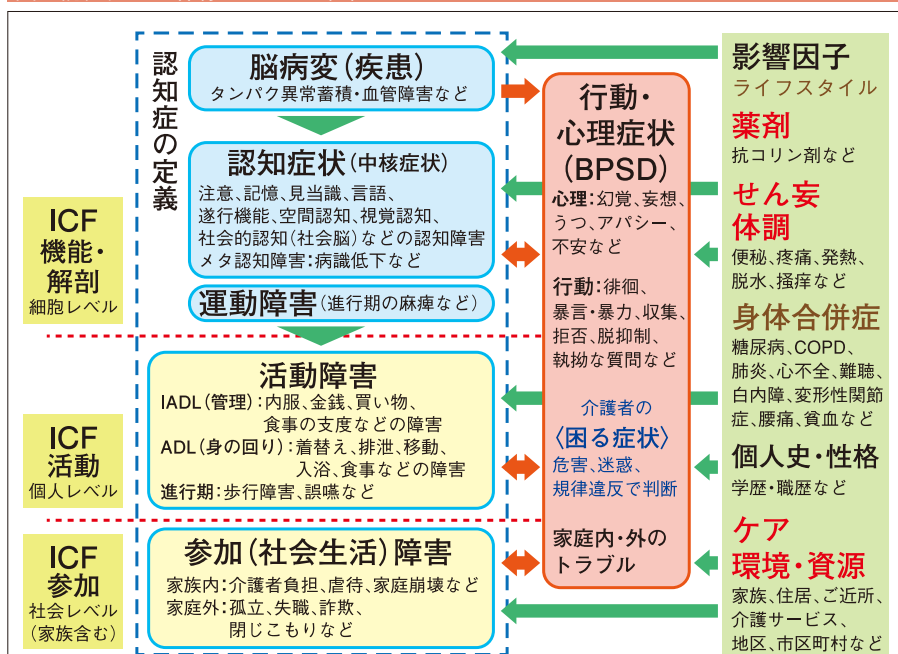 認知症の定義
脳病変(疾患)
タンパク異常蓄積・血管障害など
認知症状(中核症状)
注意、記憶、見当識、言語、
遂行機能、空間認知、視覚認知、
社会的認知(社会脳)などの認知障害
メタ認知障害:病識低下など
運動障害(進行期の麻痺など)
活動障害
IADL(管理):内服、金銭、買い物、
食事の支度などの障害
ADL(身の回り):着替え、排泄、移動、
入浴、食事などの障害
進行期:歩行障害、誤嚥など
参加(社会生活)障害
家族内:介護者負担、虐待、家庭崩壊など
家庭外:孤立、失職、詐欺、
閉じこもりなど
ICF
機能・
解剖
細胞レベル
ICF
活動
個人レベル
ICF
参加
社会レベル
(家族含む)
行動・
心理症状
(BPSD)
心理:幻覚、妄想、
うつ、アパシー、
不安など
行動:徘徊、
暴言・暴力、収集、
拒否、脱抑制、
執拗な質問など
介護者の
〈困る症状〉
危害、迷惑、
規律違反で判断
家庭内・外の
トラブル
影響因子
ライフスタイル
薬剤
抗コリン剤など
せん妄
体調
便秘、疼痛、発熱、
脱水、掻痒など
身体合併症
糖尿病、COPD、
肺炎、心不全、難聴、
白内障、変形性関節
症、腰痛、貧血など
個人史・性格
学歴・職歴など
ケア
環境・資源
家族、住居、ご近所、
介護サービス、
地区、市区町村など